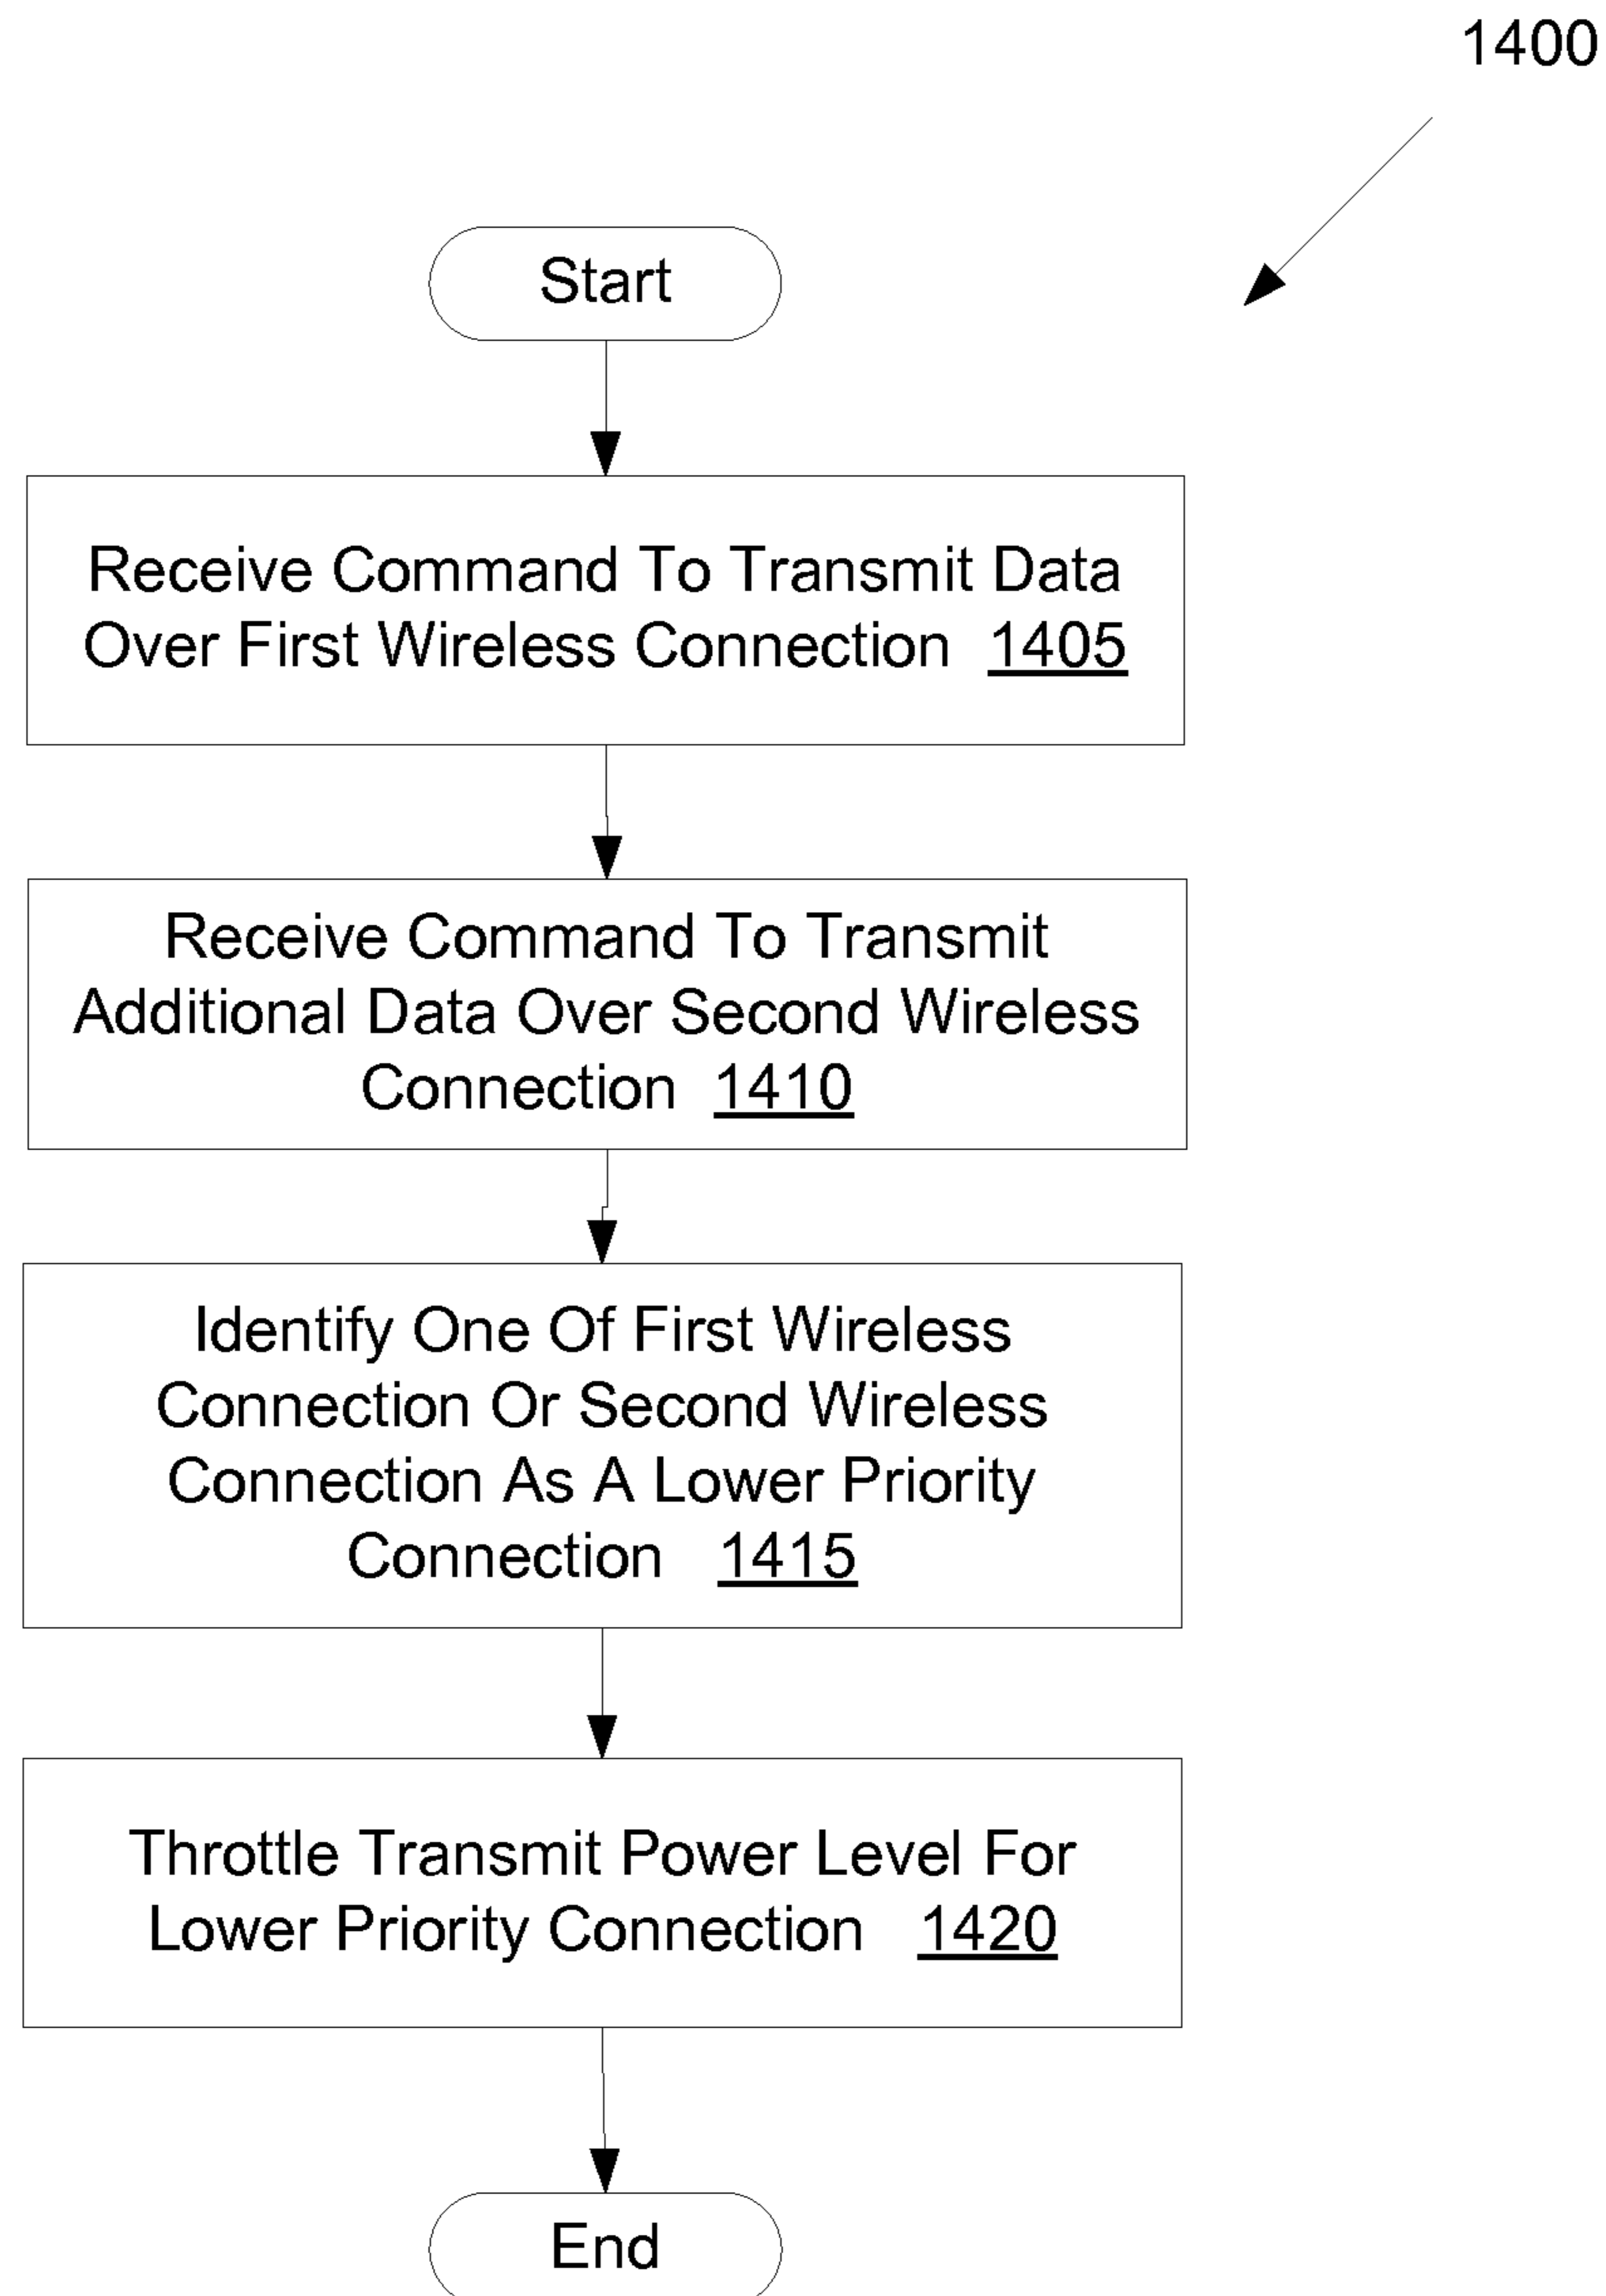 1400
Start
Receive Command To Transmit Data
Over First Wireless Connection 1405
Receive Command To Transmit
Additional Data Over Second Wireless
Connection 1410
Identify One Of First Wireless
Connection Or Second Wireless
Connection As A Lower Priority
Connection 1415
Throttle Transmit Power Level For
Lower Priority Connection 1420
End